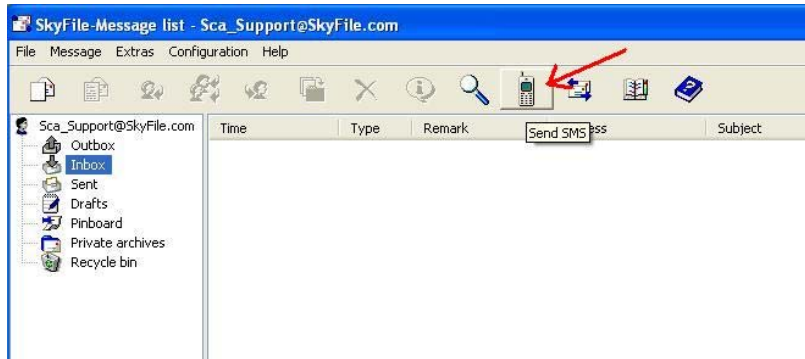 SkyFile-Message list - Sca_Support@SkyFile.com
File Message Extras Configuration Help
Sca_Support@SkyFile.com
Time Type Remark Subject
Send SMS
Outbox
Inbox
Sent
Drafts
Pinboard
Private archives
Recycle bin